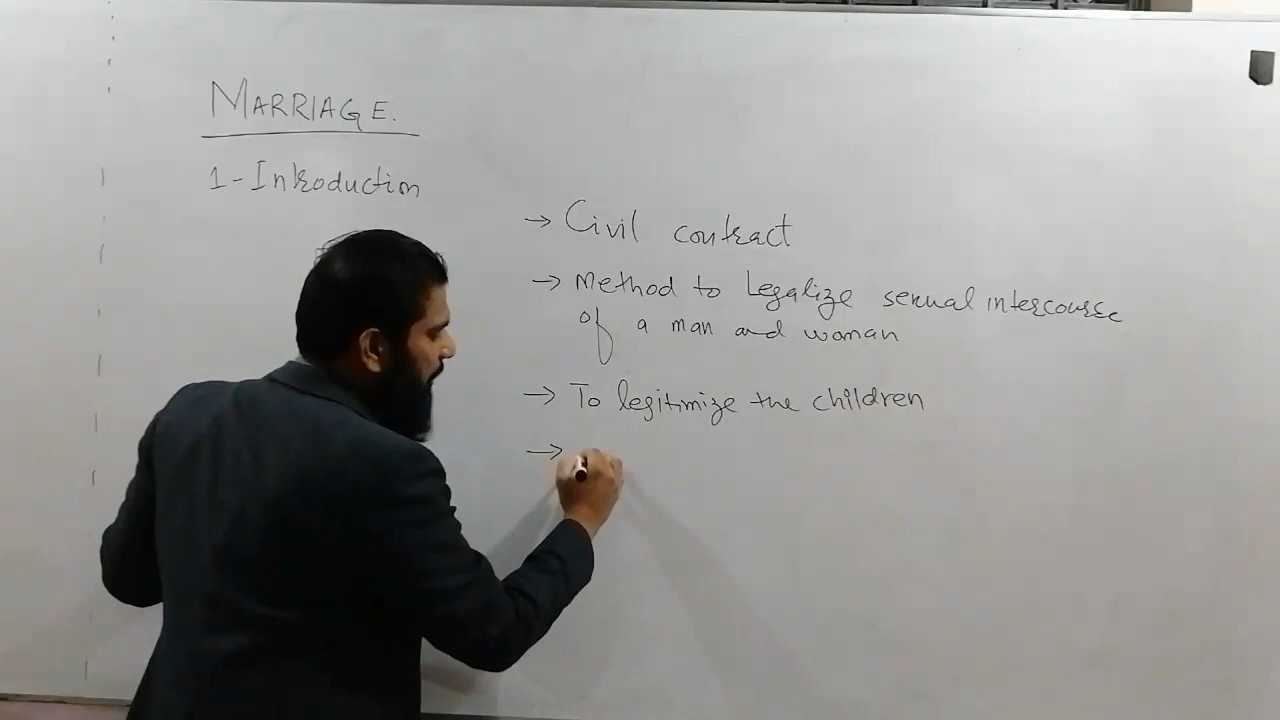 MARRIAGE.
1-Introduction
→ Civil contract
→ Method to Legalize sexual intercourse
of a man and woman
→ To legitimize the children
→